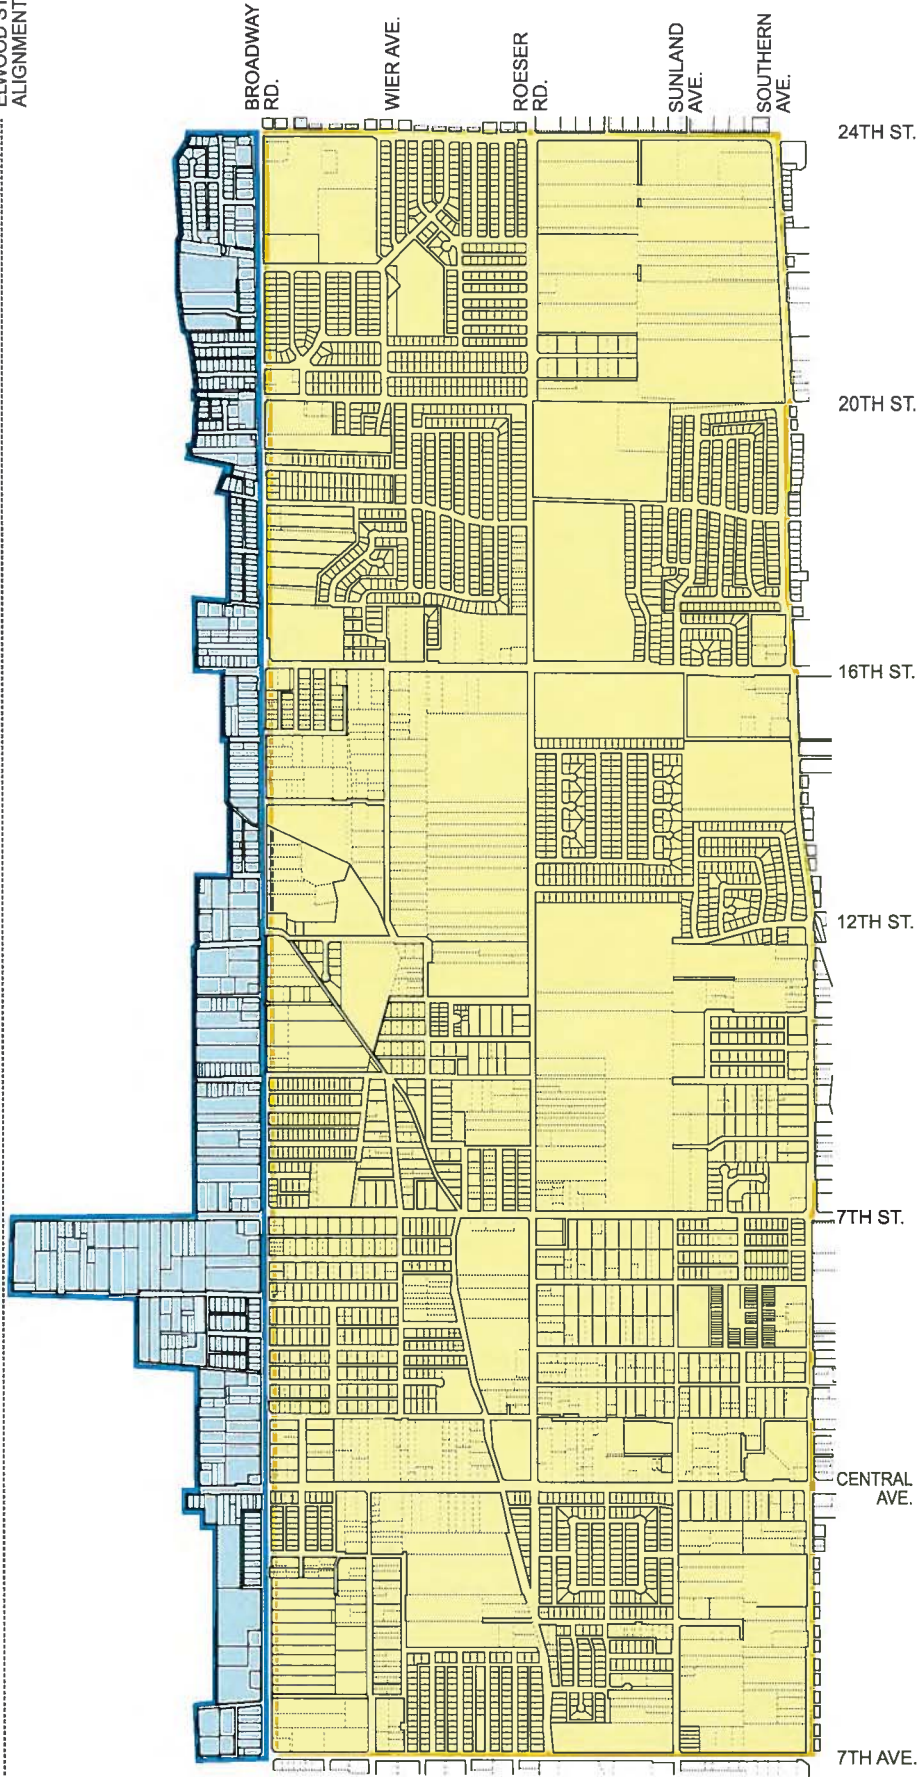 ELWOOD ST.
ALIGNMENT
BROADWAY
RD.
WIER AVE.
ROESER
RD.
SUNLAND
AVE.
SOUTHERN
AVE.
24TH ST.
20TH ST.
16TH ST.
12TH ST.
7TH ST.
CENTRAL
AVE.
7TH AVE.